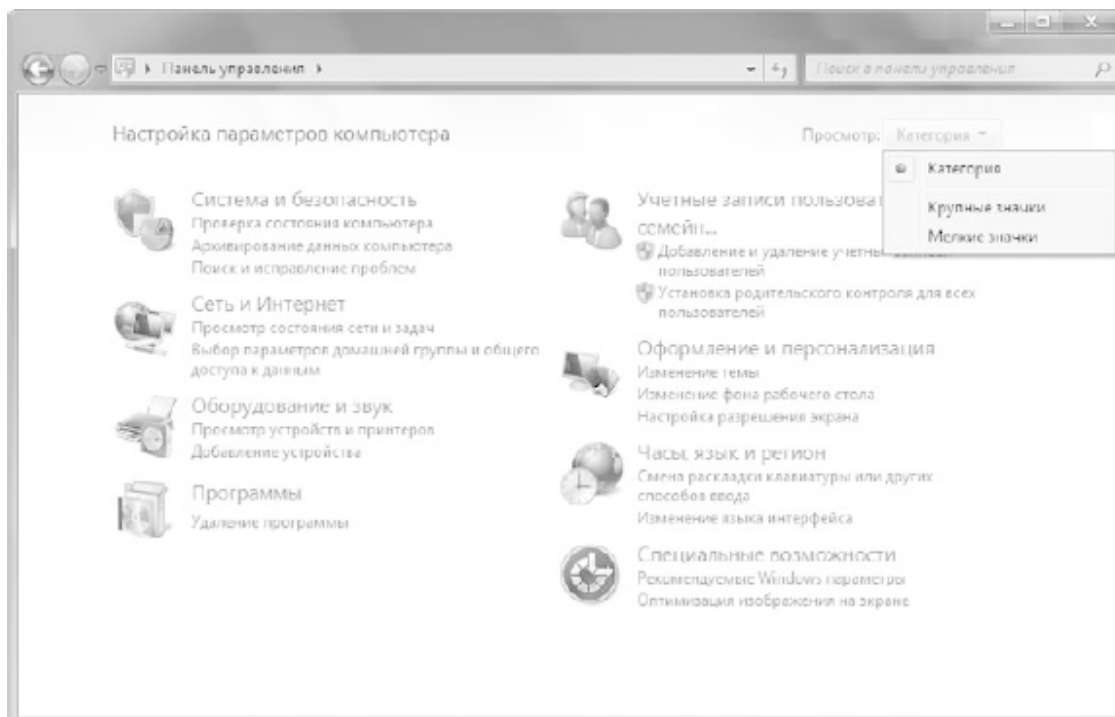 Панель управления
Поиск в панели управления
Настройка параметров компьютера
Просмотр: Категория
Категория
Крупные значки
Мелкие значки
Система и безопасность
Проверка состояния компьютера
Архивирование данных компьютера
Поиск и исправление проблем
Сеть и Интернет
Просмотр состояния сети и задач
Выбор параметров домашней группы и общего
доступа к данным
Оборудование и звук
Просмотр устройств и принтеров
Добавление устройства
Программы
Удаление программы
Учетные записи пользоват
семейн...
Добавление и удаление учетны
пользователей
Установка родительского контроля для всех
пользователей
Оформление и персонализация
Изменение темы
Изменение фона рабочего стола
Настройка разрешения экрана
Часы, язык и регион
Смена раскладки клавиатуры или других
способов ввода
Изменение языка интерфейса
Специальные возможности
Рекомендуемые Windows параметры
Оптимизация изображения на экране